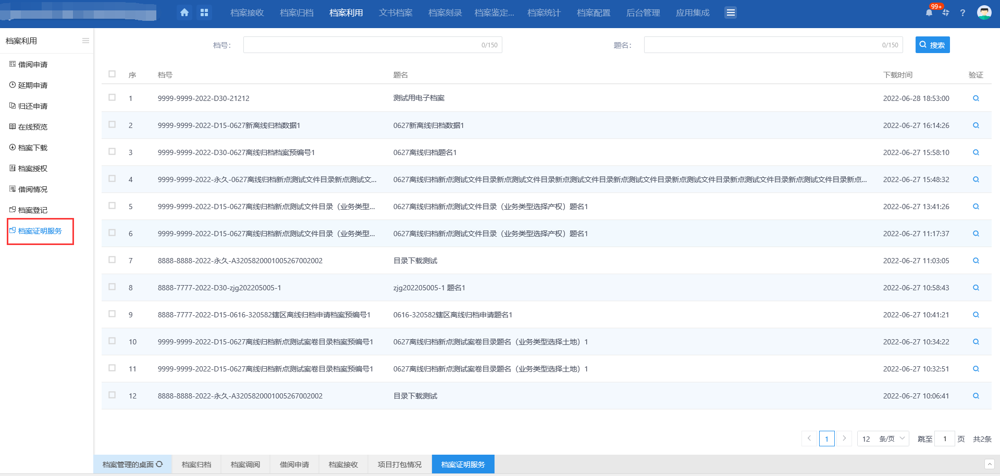 档案接收 档案归档 档案利用 文书档案 档案刻录 档案鉴定... 档案统计 档案配置 后台管理 应用集成 99+ ?
档案利用
借阅申请
延期申请
归还申请
在线预览
档案下载
档案授权
借阅情况
档案登记
档案证明服务
档号： 0/150 题名： 0/150 搜索
序 档号 题名 下载时间 验证
1 9999-9999-2022-D30-21212 测试用电子档案 2022-06-28 18:53:00
2 9999-9999-2022-D15-0627新离线归档数据1 0627新离线归档数据1 2022-06-27 16:14:26
3 9999-9999-2022-D30-0627离线归档档案预编号1 0627离线归档题名1 2022-06-27 15:58:10
4 9999-9999-2022-永久-0627离线归档新点测试文件目录新点测试文... 0627离线归档新点测试文件目录新点测试文件目录新点测试文件目录新点测试文件目录新点测试文件目录新点测试文件目录新点测试文件目录新点... 2022-06-27 15:48:32
5 9999-9999-2022-D15-0627离线归档新点测试文件目录（业务类型... 0627离线归档新点测试文件目录（业务类型选择产权）题名1 2022-06-27 13:41:26
6 9999-9999-2022-D15-0627离线归档新点测试文件目录（业务类型... 0627离线归档新点测试文件目录（业务类型选择产权）题名1 2022-06-27 11:17:37
7 8888-8888-2022-永久-A3205820001005267002002 目录下载测试 2022-06-27 11:03:05
8 8888-7777-2022-D30-zjg202205005-1 zjg202205005-1 题名1 2022-06-27 10:58:43
9 8888-7777-2022-D15-0616-320582辖区离线归档申请档案预编号1 0616-320582辖区离线归档申请题名1 2022-06-27 10:41:21
10 9999-9999-2022-D15-0627离线归档新点测试案卷目录档案预编号1 0627离线归档新点测试案卷目录题名（业务类型选择土地）1 2022-06-27 10:34:22
11 9999-9999-2022-D15-0627离线归档新点测试案卷目录档案预编号1 0627离线归档新点测试案卷目录题名（业务类型选择土地）1 2022-06-27 10:32:51
12 8888-8888-2022-永久-A3205820001005267002002 目录下载测试 2022-06-27 10:06:41
1 12 条/页 跳至 1 页 共2条
档案管理的桌面 档案归档 档案调阅 借阅申请 档案接收 项目打包情况 档案证明服务